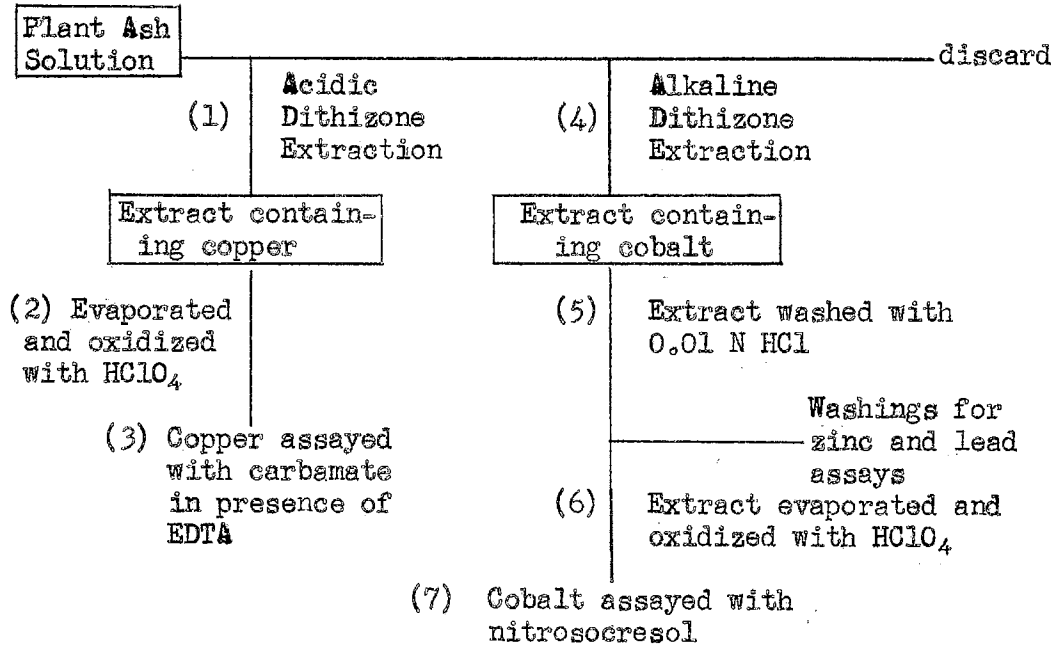 Plant Ash
Solution
discard
(1)
Acidic
Dithizone
Extraction
(4)
Alkaline
Dithizone
Extraction
Extract contain-
ing copper
Extract contain-
ing cobalt
(2) Evaporated
and oxidized
with HClO₄
(5) Extract washed with
0.01 N HCl
Washings for
zinc and lead
assays
(3) Copper assayed
with carbamate
in presence of
EDTA
(6) Extract evaporated and
oxidized with HClO₄
(7) Cobalt assayed with
nitrosocresol